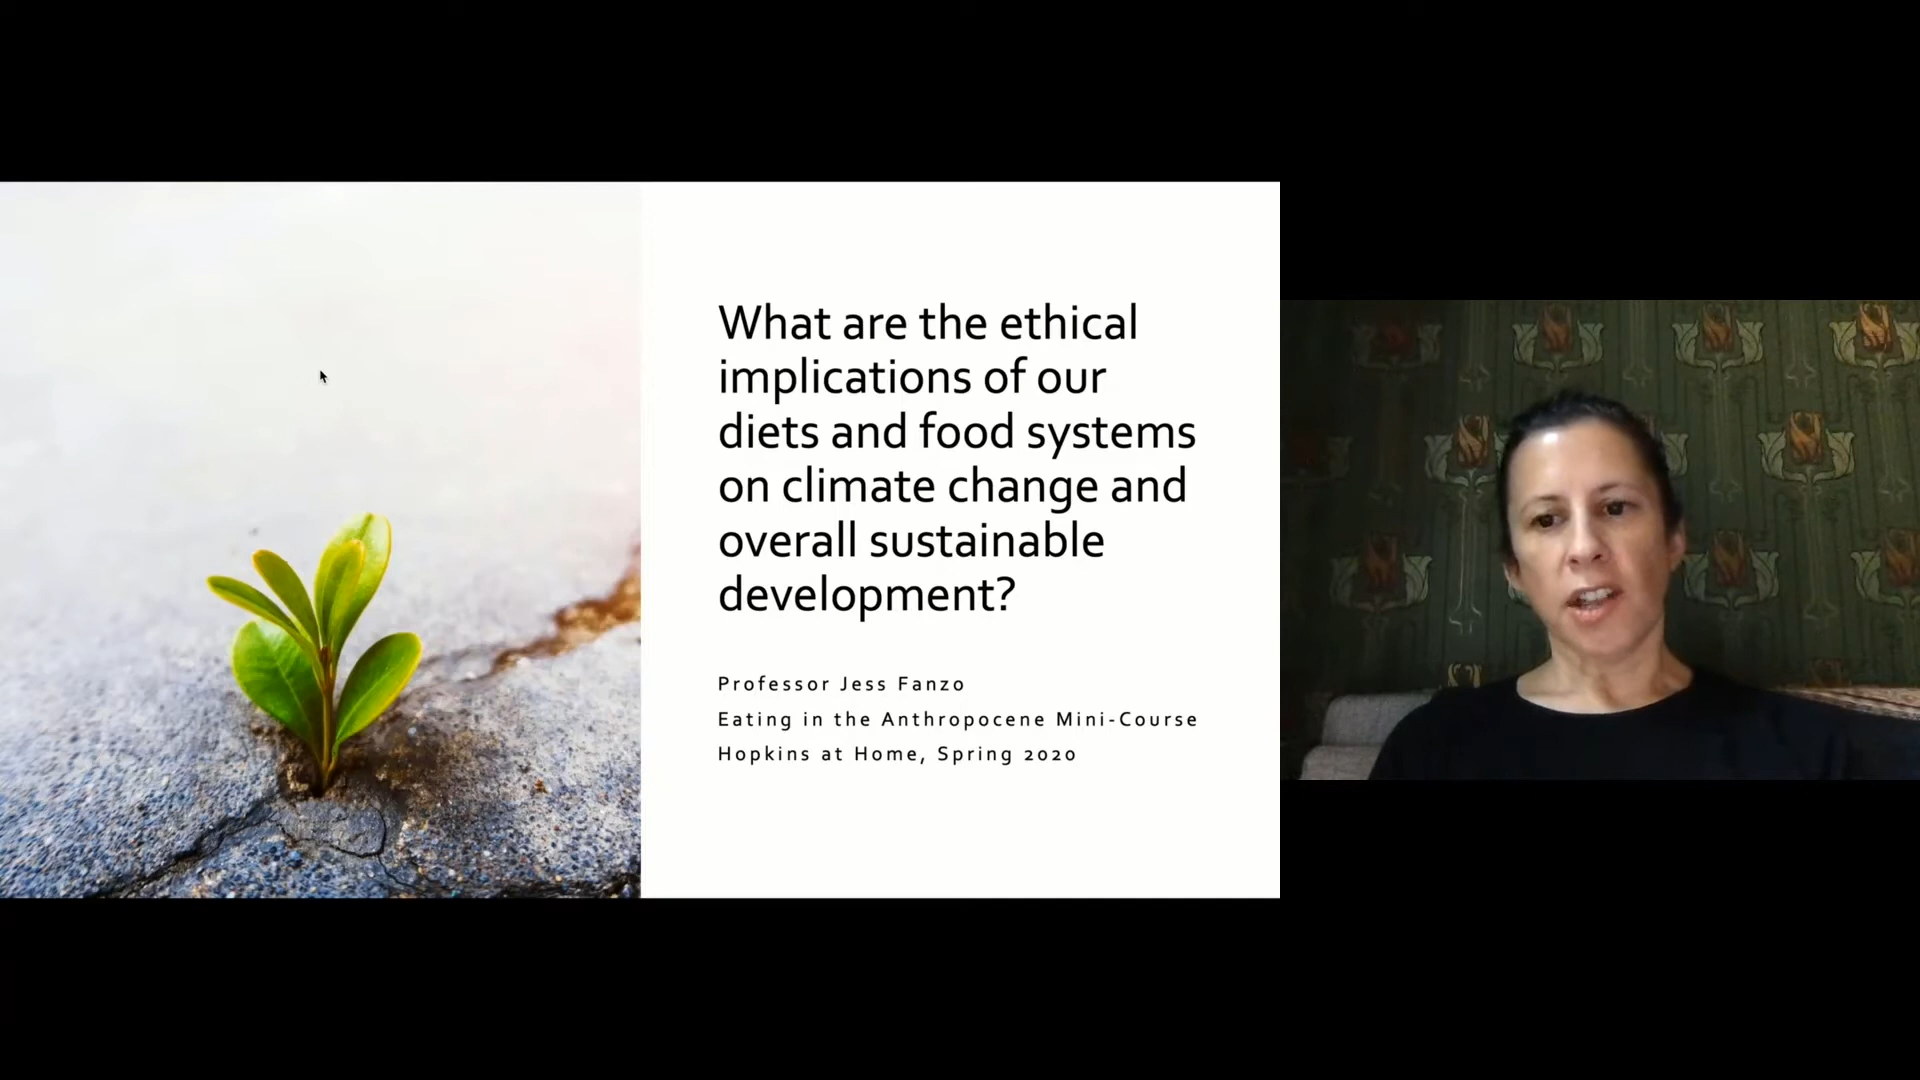 What are the ethical
implications of our
diets and food systems
on climate change and
overall sustainable
development?
Professor Jess Fanzo
Eating in the Anthropocene Mini-Course
Hopkins at Home, Spring 2020